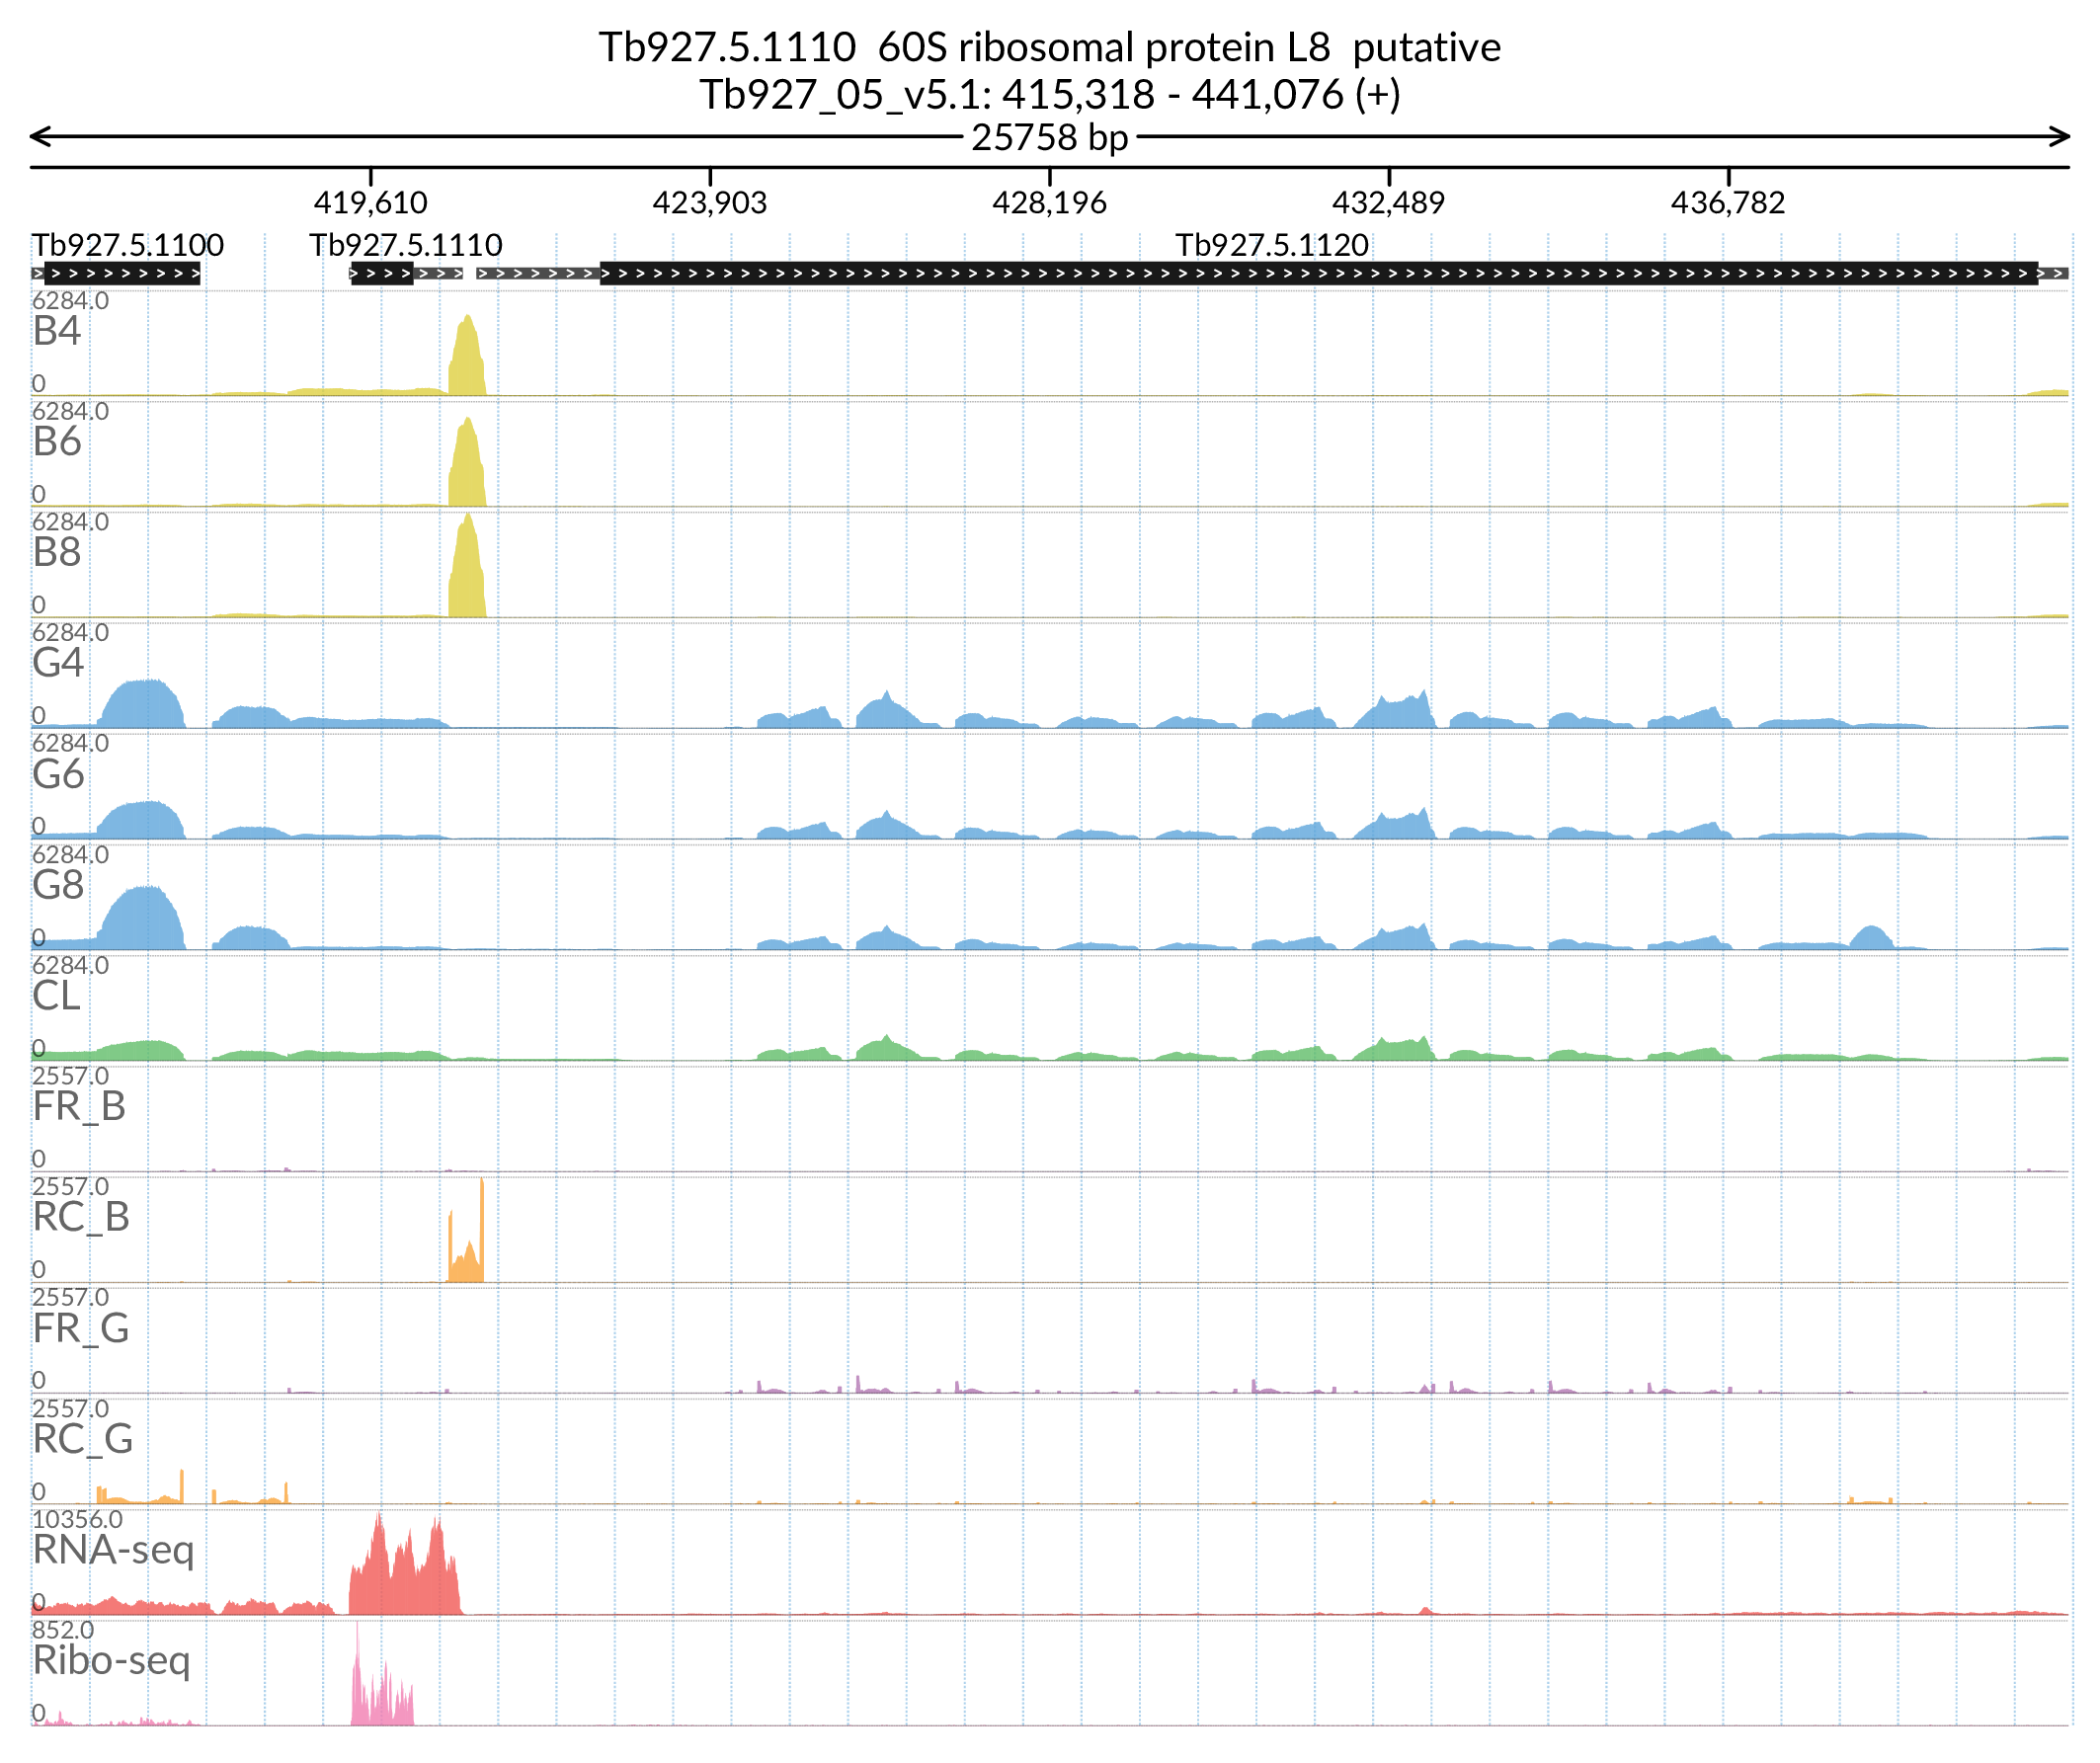 Tb927.5.1110  60S ribosomal protein L8  putative
Tb927_05_v5.1: 415,318 - 441,076 (+)
25758 bp
419,610 423,903 428,196 432,489 436,782
Tb927.5.1100 Tb927.5.1110 Tb927.5.1120
6284.0
B4
0
6284.0
B6
0
6284.0
B8
0
6284.0
G4
0
6284.0
G6
0
6284.0
G8
0
6284.0
CL
0
2557.0
FR_B
0
2557.0
RC_B
0
2557.0
FR_G
0
2557.0
RC_G
0
10356.0
RNA-seq
0
852.0
Ribo-seq
0